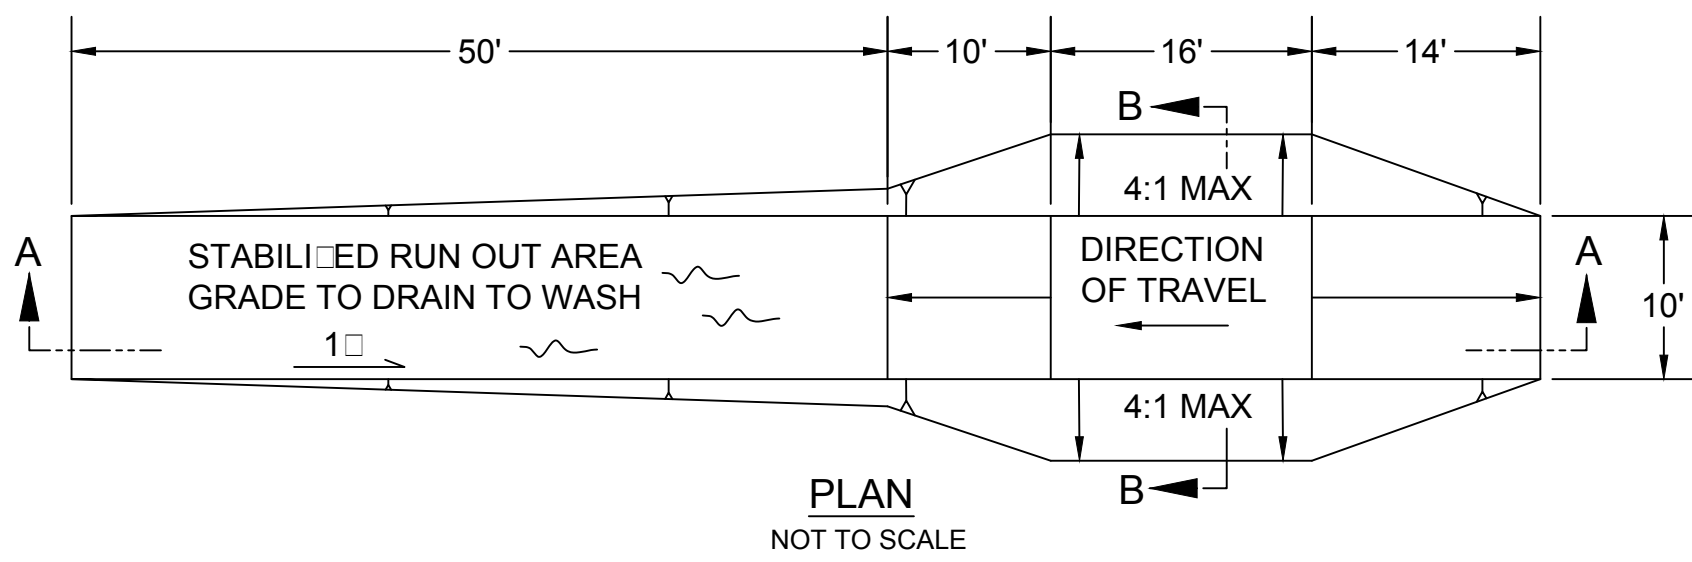 50' 10' 16' 14'
B
4:1 MAX
A
STABILI□ED RUN OUT AREA
GRADE TO DRAIN TO WASH
1□
DIRECTION
OF TRAVEL
A
10'
4:1 MAX
B
PLAN
NOT TO SCALE